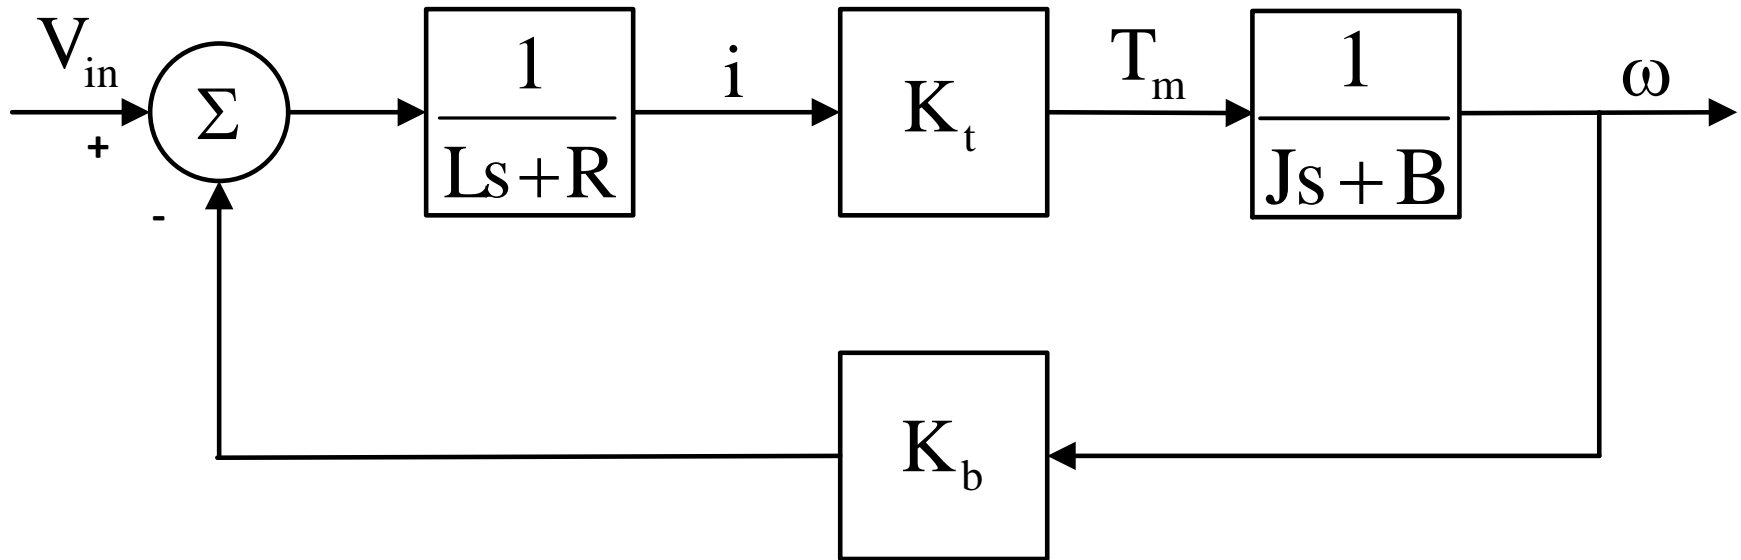 V_in
+
-
Σ
1
Ls+R
i
K_t
T_m
1
Js+B
ω
K_b